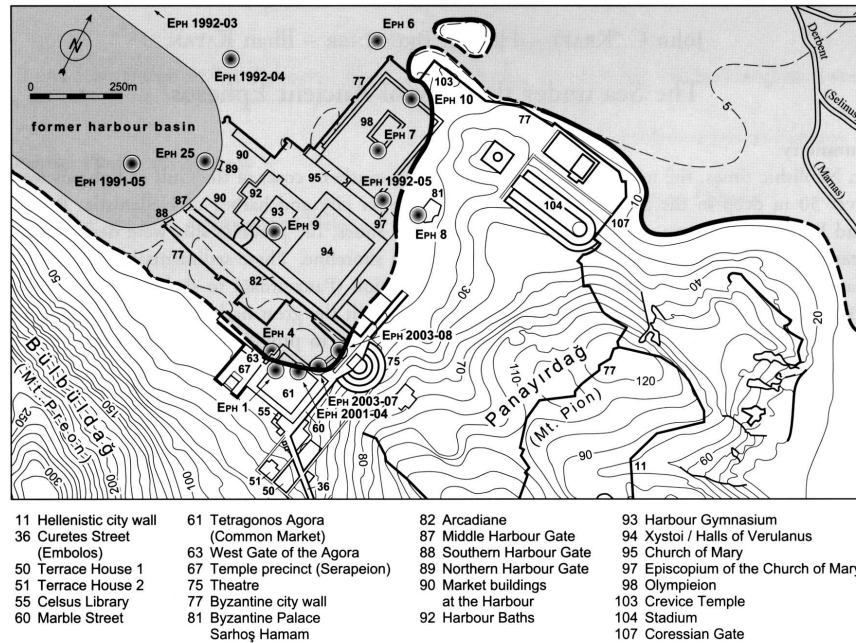 EPH 1992-03
EPH 6
N
EPH 1992-04
0 250m
former harbour basin
EPH 25
EPH 1991-05
77
103
EPH 10
98
EPH 7
90
89
95
92
EPH 1992-05
81
87
90
93
97
88
EPH 9
EPH 8
77
94
82
104
107
77
10
5
Derbent
(Selinus)
(Marnas)
50
30
40
20
EPH 4
EPH 2003-08
63
67
75
61
EPH 2003-07
EPH 2001-04
EPH 1
55
60
70
110
77
120
Panayırdağ
(Mt. Pion)
Bülbüldağ
(Mt. Preon)
150
100
200
250
300
51
50
36
80
90
60
11
11 Hellenistic city wall
36 Curetes Street
(Embolos)
50 Terrace House 1
51 Terrace House 2
55 Celsus Library
60 Marble Street
61 Tetragonos Agora
(Common Market)
63 West Gate of the Agora
67 Temple precinct (Serapeion)
75 Theatre
77 Byzantine city wall
81 Byzantine Palace
Sarhoş Hamam
82 Arcadiane
87 Middle Harbour Gate
88 Southern Harbour Gate
89 Northern Harbour Gate
90 Market buildings
at the Harbour
92 Harbour Baths
93 Harbour Gymnasium
94 Xystoi / Halls of Verulanus
95 Church of Mary
97 Episcopium of the Church of Mary
98 Olympieion
103 Crevice Temple
104 Stadium
107 Coressian Gate